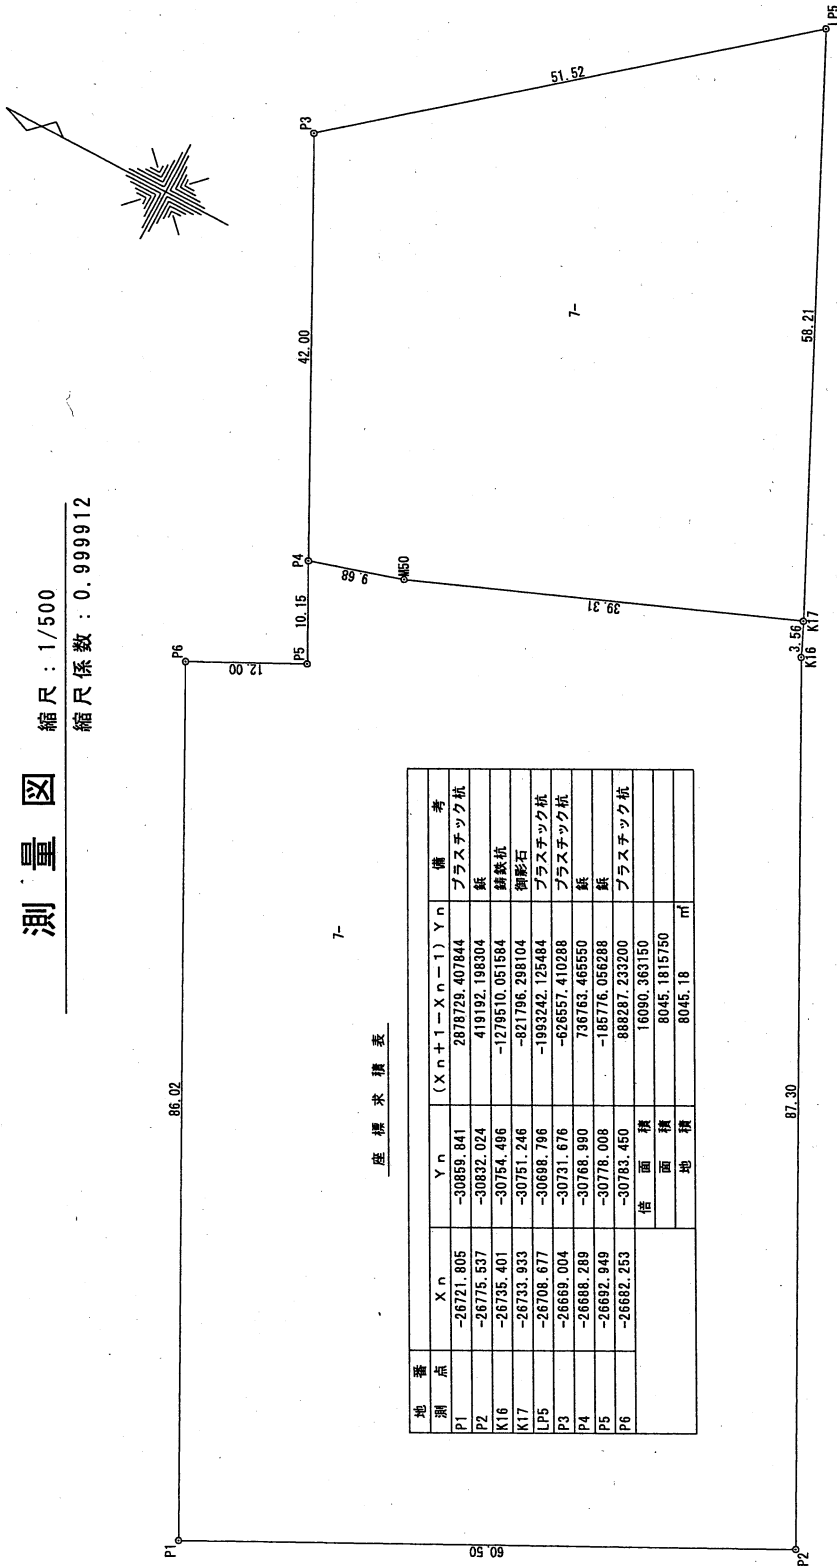 測量図
縮尺：1/500
縮尺係数：0.999912
P1
86.02
P6
12.00
P5
10.15
P4
42.00
P3
51.52
LP5
9.68
M50
39.31
58.21
K17
3.56
K16
87.30
P2
60.50
7-
7-
座標求積表
地番
測点 Xn Yn (Xn+1−Xn−1)Yn 備考
P1 -26721.805 -30859.841 2878729.407844 プラスチック杭
P2 -26775.537 -30832.024 419192.198304 鋲
K16 -26735.401 -30754.496 -1279510.051584 鋳鉄杭
K17 -26733.933 -30751.246 -821796.298104 御影石
LP5 -26708.677 -30698.796 -1993242.125484 プラスチック杭
P3 -26669.004 -30731.676 -626557.410288 プラスチック杭
P4 -26688.289 -30768.990 736763.465550 鋲
P5 -26692.949 -30778.008 -185776.056288 鋲
P6 -26682.253 -30783.450 888287.233200 プラスチック杭
倍面積 16090.363150
面積 8045.1815750
地積 8045.18 ㎡